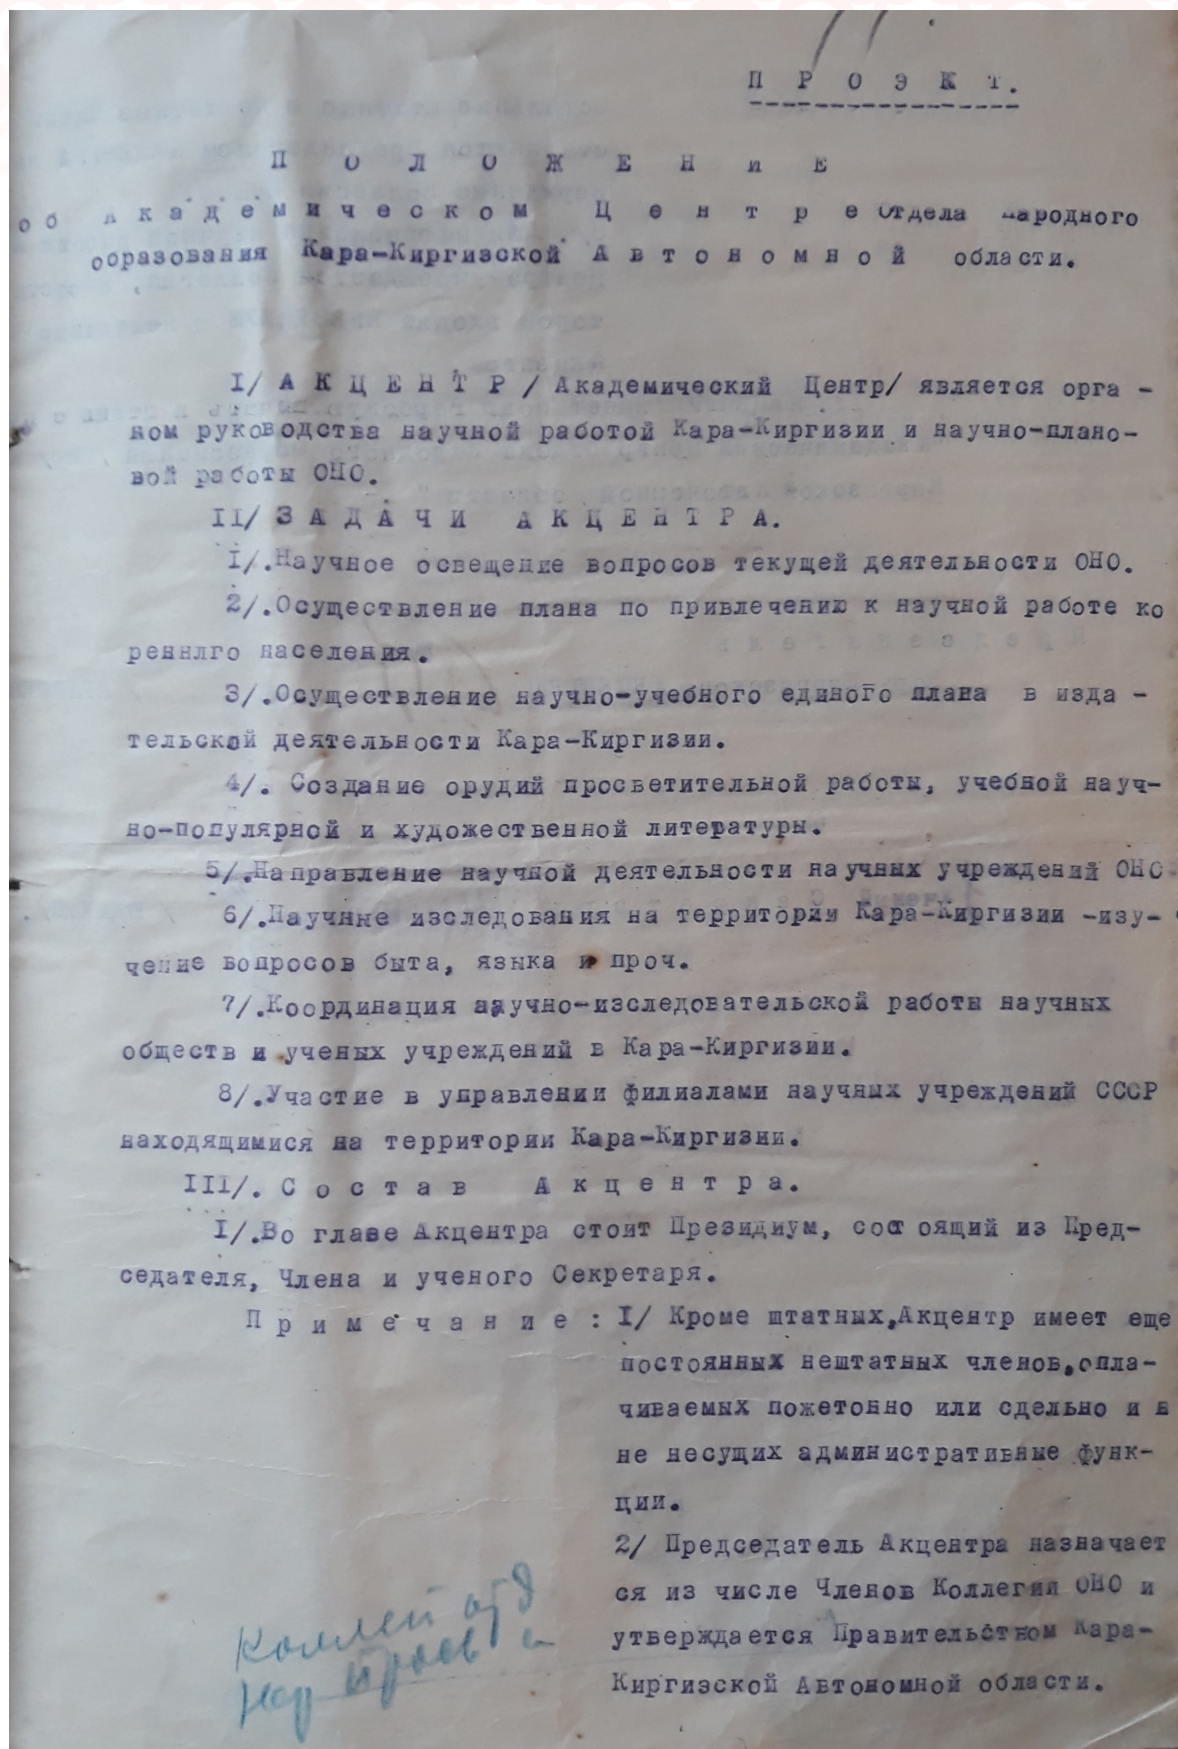 П Р О Э К Т.
П О Л О Ж Е Н И Е
об Академическом Центре Отдела Народного
образования Кара-Киргизской Автономной области.
I/ А К Ц Е Н Т Р / Академический Центр/ является орга -
ном руководства научной работой Кара-Киргизии и научно-плано-
вой работы ОНО.
II/ З А Д А Ч И А К Ц Е Н Т Р А.
I/.Научное освещение вопросов текущей деятельности ОНО.
2/.Осуществление плана по привлечению к научной работе ко
реннлго населения.
3/.Осуществление научно-учебного единого плана в изда -
тельской деятельности Кара-Киргизии.
4/. Создание орудий просветительной работы, учебной науч-
но-популярной и художественной литературы.
5/.Направление научной деятельности научных учреждений ОНО
6/.Научные изследования на территории Кара-Киргизии -изу-
чение вопросов быта, языка и проч.
7/.Координация научно-изследовательской работы научных
обществ и ученых учреждений в Кара-Киргизии.
8/.Участие в управлении филиалами научных учреждений СССР
находящимися на территории Кара-Киргизии.
III/. С о с т а в А к ц е н т р а.
I/.Во главе Акцентра стоит Президиум, состоящий из Пред-
седателя, Члена и ученого Секретаря.
П р и м е ч а н и е : I/ Кроме штатных,Акцентр имеет еще
постоянных нештатных членов,опла-
чиваемых пожетонно или сдельно и н
не несущих административные функ-
ции.
2/ Председатель Акцентра назначает
ся из числе Членов Коллегии ОНО и
утверждается Правительством Кара-
Киргизской Автономной области.